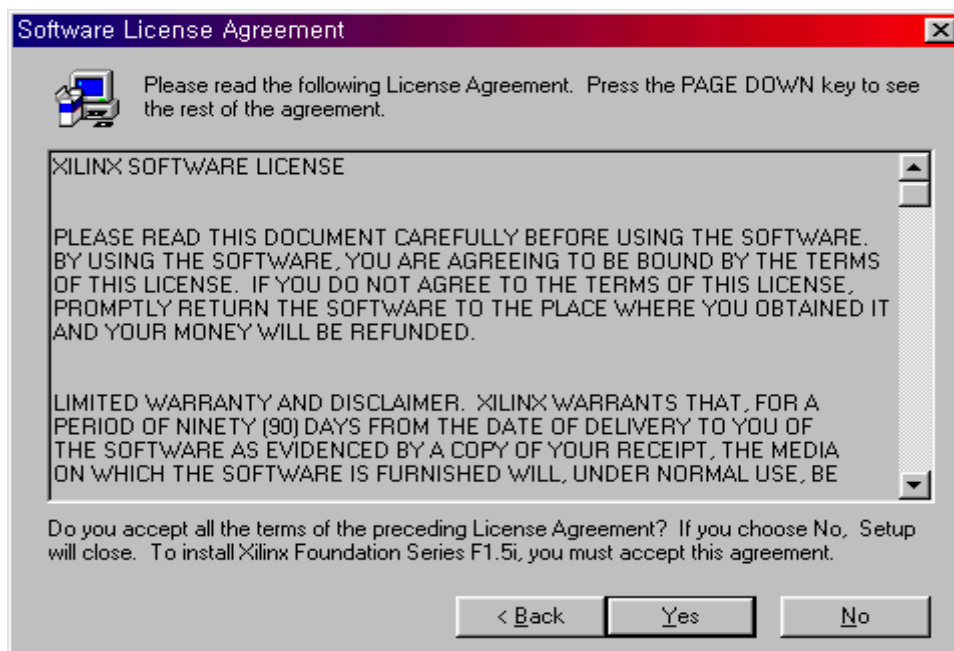 Software License Agreement
Please read the following License Agreement.  Press the PAGE DOWN key to see
the rest of the agreement.
XILINX SOFTWARE LICENSE
PLEASE READ THIS DOCUMENT CAREFULLY BEFORE USING THE SOFTWARE.
BY USING THE SOFTWARE, YOU ARE AGREEING TO BE BOUND BY THE TERMS
OF THIS LICENSE.  IF YOU DO NOT AGREE TO THE TERMS OF THIS LICENSE,
PROMPTLY RETURN THE SOFTWARE TO THE PLACE WHERE YOU OBTAINED IT
AND YOUR MONEY WILL BE REFUNDED.
LIMITED WARRANTY AND DISCLAIMER.  XILINX WARRANTS THAT, FOR A
PERIOD OF NINETY (90) DAYS FROM THE DATE OF DELIVERY TO YOU OF
THE SOFTWARE AS EVIDENCED BY A COPY OF YOUR RECEIPT, THE MEDIA
ON WHICH THE SOFTWARE IS FURNISHED WILL, UNDER NORMAL USE, BE
Do you accept all the terms of the preceding License Agreement?  If you choose No,  Setup
will close.  To install Xilinx Foundation Series F1.5i, you must accept this agreement.
< Back
Yes
No